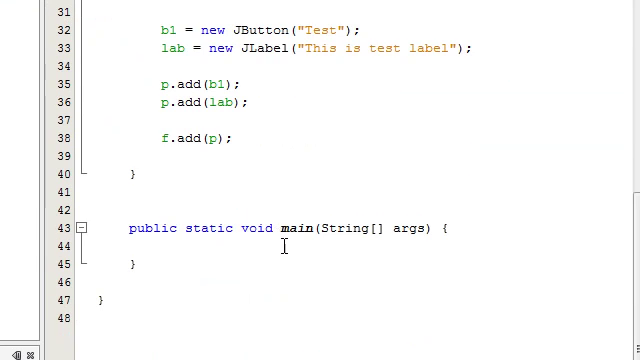 31
32 b1 = new JButton("Test");
33 lab = new JLabel("This is test label");
34
35 p.add(b1);
36 p.add(lab);
37
38 f.add(p);
39
40 }
41
42
43 public static void main(String[] args) {
44
45 }
46
47 }
48